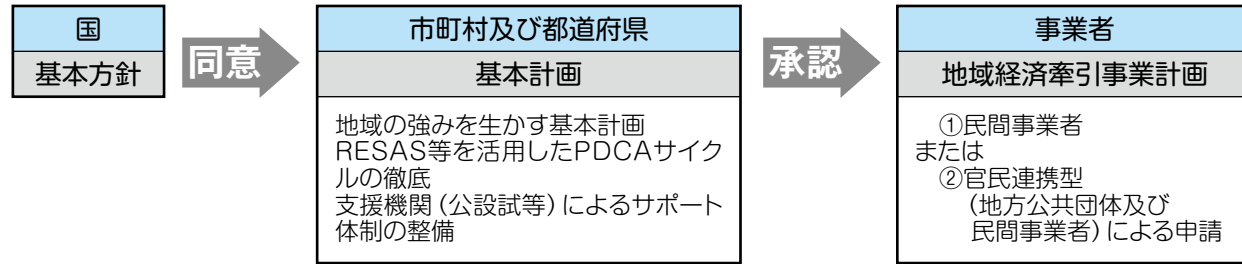 国
基本方針
同意
市町村及び都道府県
基本計画
地域の強みを生かす基本計画
RESAS等を活用したPDCAサイク
ルの徹底
支援機関（公設試等）によるサポート
体制の整備
承認
事業者
地域経済牽引事業計画
①民間事業者
または
②官民連携型
（地方公共団体及び
民間事業者）による申請